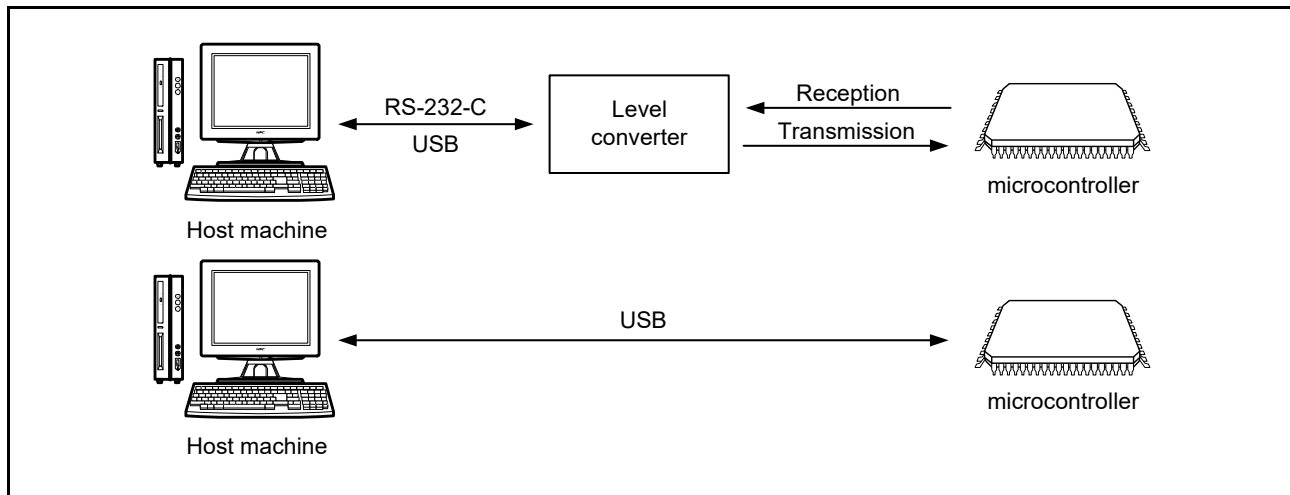 RS-232-C
USB
Level
converter
Reception
Transmission
microcontroller
Host machine
USB
microcontroller
Host machine